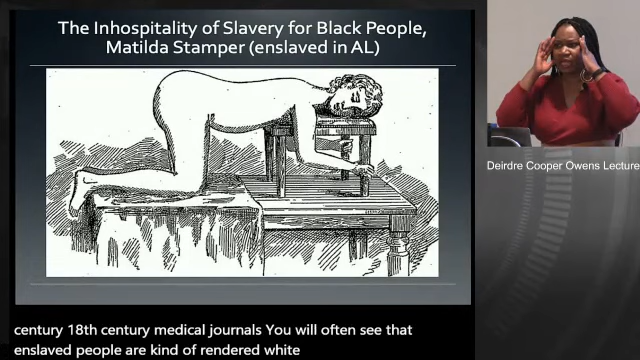 The Inhospitality of Slavery for Black People,
Matilda Stamper (enslaved in AL)
Deirdre Cooper Owens Lecture
century 18th century medical journals You will often see that
enslaved people are kind of rendered white